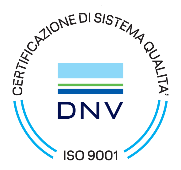 CERTIFICAZIONE DI SISTEMA QUALITA'
DNV
ISO 9001